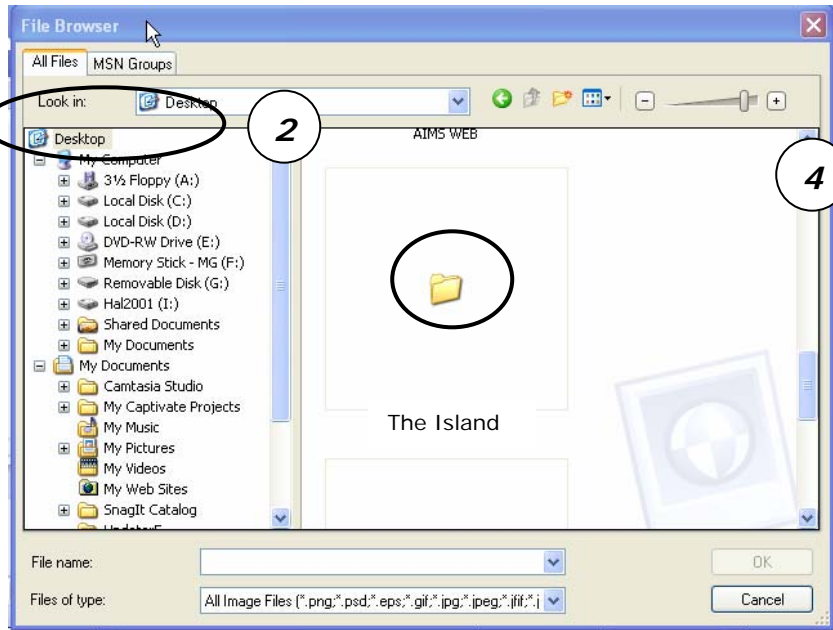 File Browser
All Files MSN Groups
Look in: Desktop
2
4
Desktop
My Computer
3½ Floppy (A:)
Local Disk (C:)
Local Disk (D:)
DVD-RW Drive (E:)
Memory Stick - MG (F:)
Removable Disk (G:)
Hal2001 (I:)
Shared Documents
My Documents
My Documents
Camtasia Studio
My Captivate Projects
My Music
My Pictures
My Videos
My Web Sites
SnagIt Catalog
AIMS WEB
The Island
File name:
OK
Files of type: All Image Files (*.png;*.psd;*.eps;*.gif;*.jpg;*.jpeg;*.jfif;*.j
Cancel